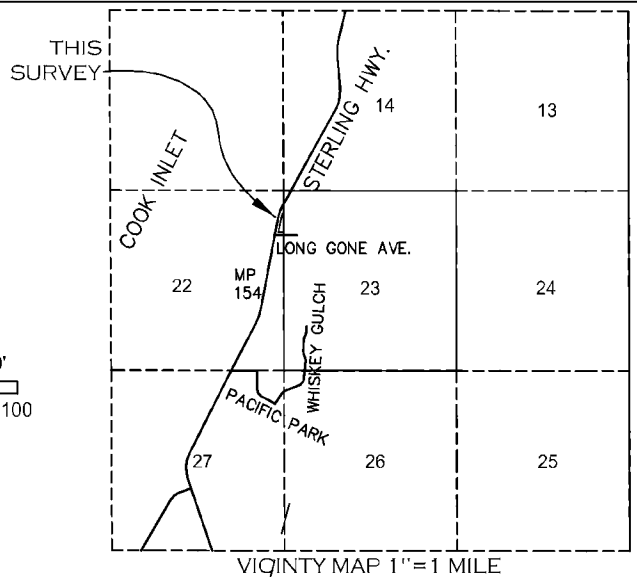 THIS
SURVEY
STERLING HWY.
14
13
COOK INLET
LONG GONE AVE.
MP
154
22
23
24
WHISKEY GULCH
0'
100
PACIFIC PARK
27
26
25
VICINTY MAP 1"=1 MILE